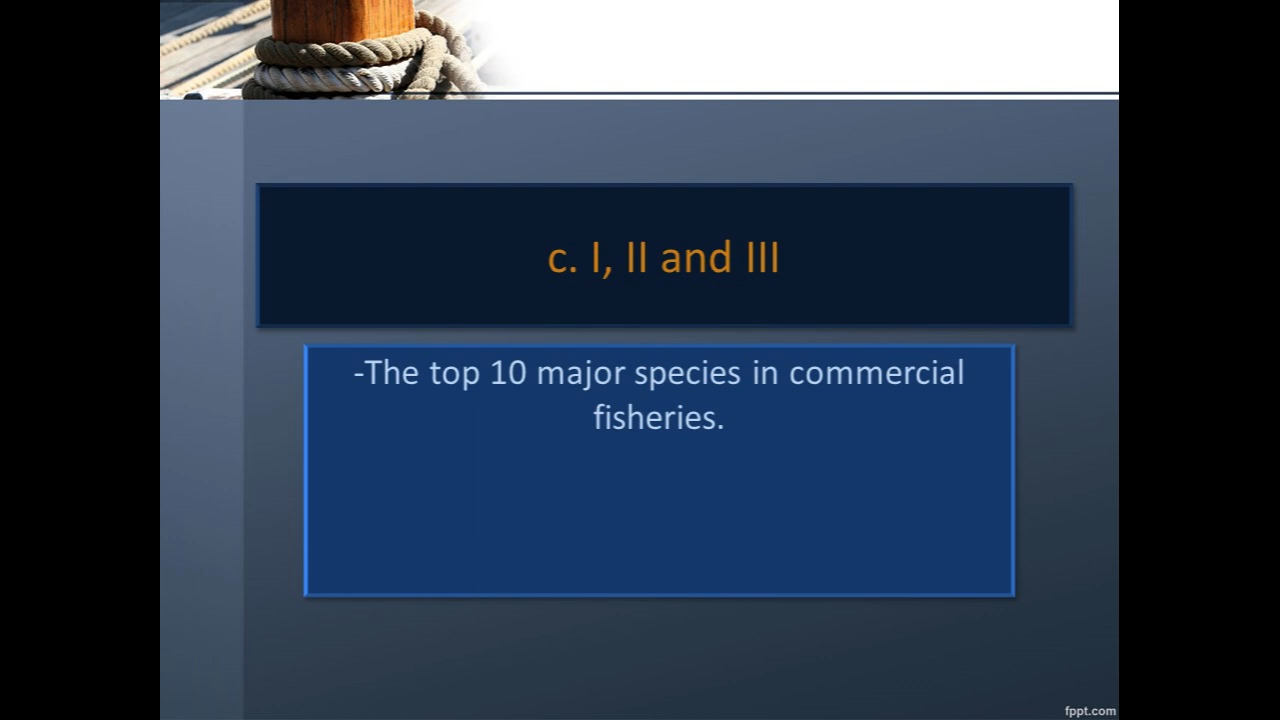 c. I, II and III
-The top 10 major species in commercial
fisheries.
fppt.com